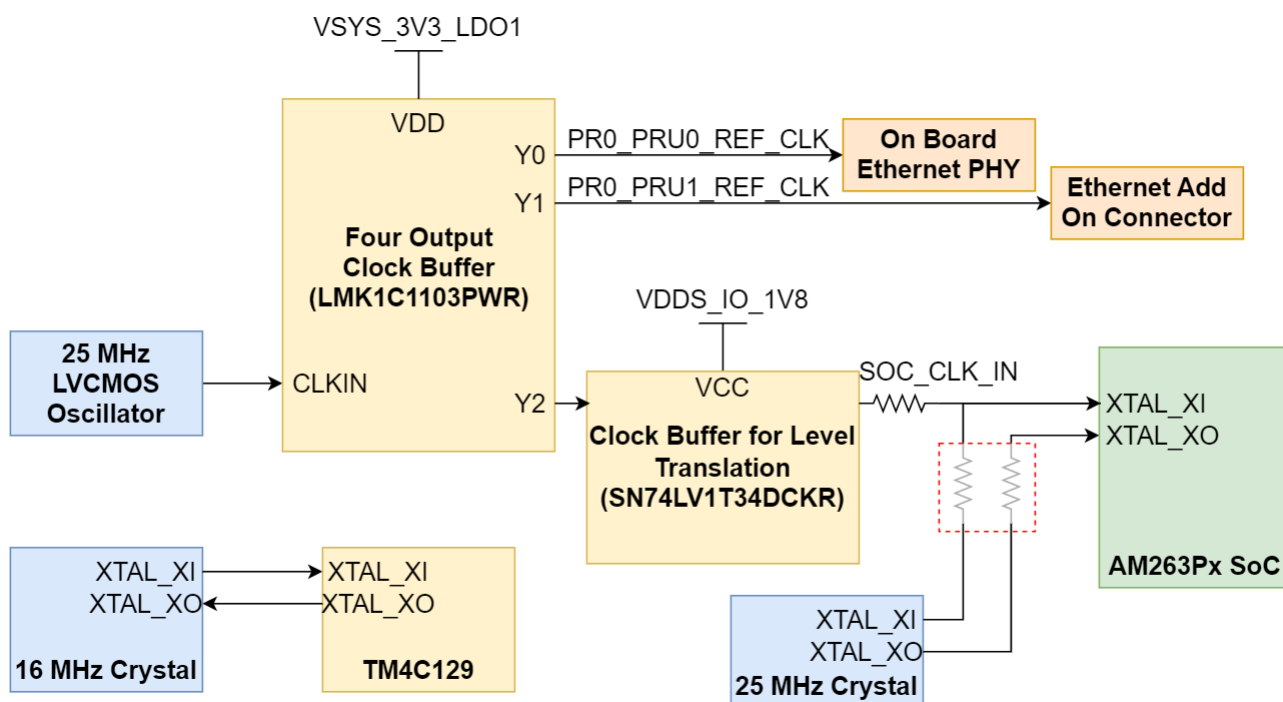 VSYS_3V3_LDO1
VDD
Y0
PR0_PRU0_REF_CLK
On Board
Ethernet PHY
Y1
PR0_PRU1_REF_CLK
Ethernet Add
On Connector
Four Output
Clock Buffer
(LMK1C1103PWR)
25 MHz
LVCMOS
Oscillator
CLKIN
Y2
VDDS_IO_1V8
VCC
Clock Buffer for Level
Translation
(SN74LV1T34DCKR)
SOC_CLK_IN
XTAL_XI
XTAL_XO
AM263Px SoC
XTAL_XI
XTAL_XO
16 MHz Crystal
XTAL_XI
XTAL_XO
TM4C129
XTAL_XI
XTAL_XO
25 MHz Crystal